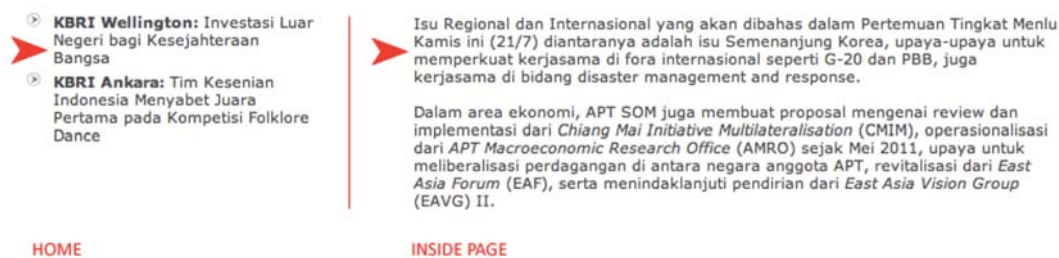 KBRI Wellington: Investasi Luar
Negeri bagi Kesejahteraan
Bangsa
KBRI Ankara: Tim Kesenian
Indonesia Menyabet Juara
Pertama pada Kompetisi Folklore
Dance
HOME
Isu Regional dan Internasional yang akan dibahas dalam Pertemuan Tingkat Menlu
Kamis ini (21/7) diantaranya adalah isu Semenanjung Korea, upaya-upaya untuk
memperkuat kerjasama di fora internasional seperti G-20 dan PBB, juga
kerjasama di bidang disaster management and response.
Dalam area ekonomi, APT SOM juga membuat proposal mengenai review dan
implementasi dari Chiang Mai Initiative Multilateralisation (CMIM), operasionalisasi
dari APT Macroeconomic Research Office (AMRO) sejak Mei 2011, upaya untuk
meliberalisasi perdagangan di antara negara anggota APT, revitalisasi dari East
Asia Forum (EAF), serta menindaklanjuti pendirian dari East Asia Vision Group
(EAVG) II.
INSIDE PAGE